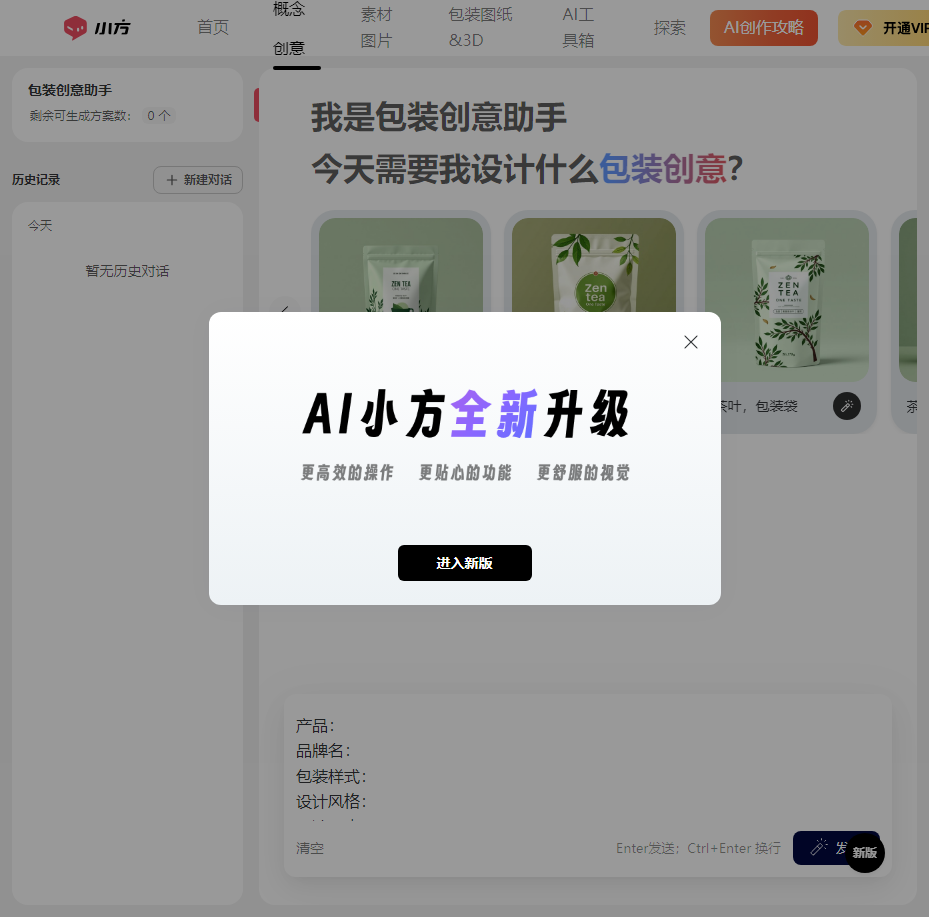 小方
首页
概念
创意
素材
图片
包装图纸
&3D
AI工
具箱
探索
AI创作攻略
开通VIP
包装创意助手
剩余可生成方案数： 0 个
历史记录
+ 新建对话
今天
暂无历史对话
我是包装创意助手
今天需要我设计什么包装创意？
ZEN TEA
Zen
tea
ZEN
TEA
ONE TASTE
茶叶，包装袋
茶
AI小方全新升级
更高效的操作 更贴心的功能 更舒服的视觉
进入新版
产品：
品牌名：
包装样式：
设计风格：
清空
Enter发送；Ctrl+Enter 换行
发
新版